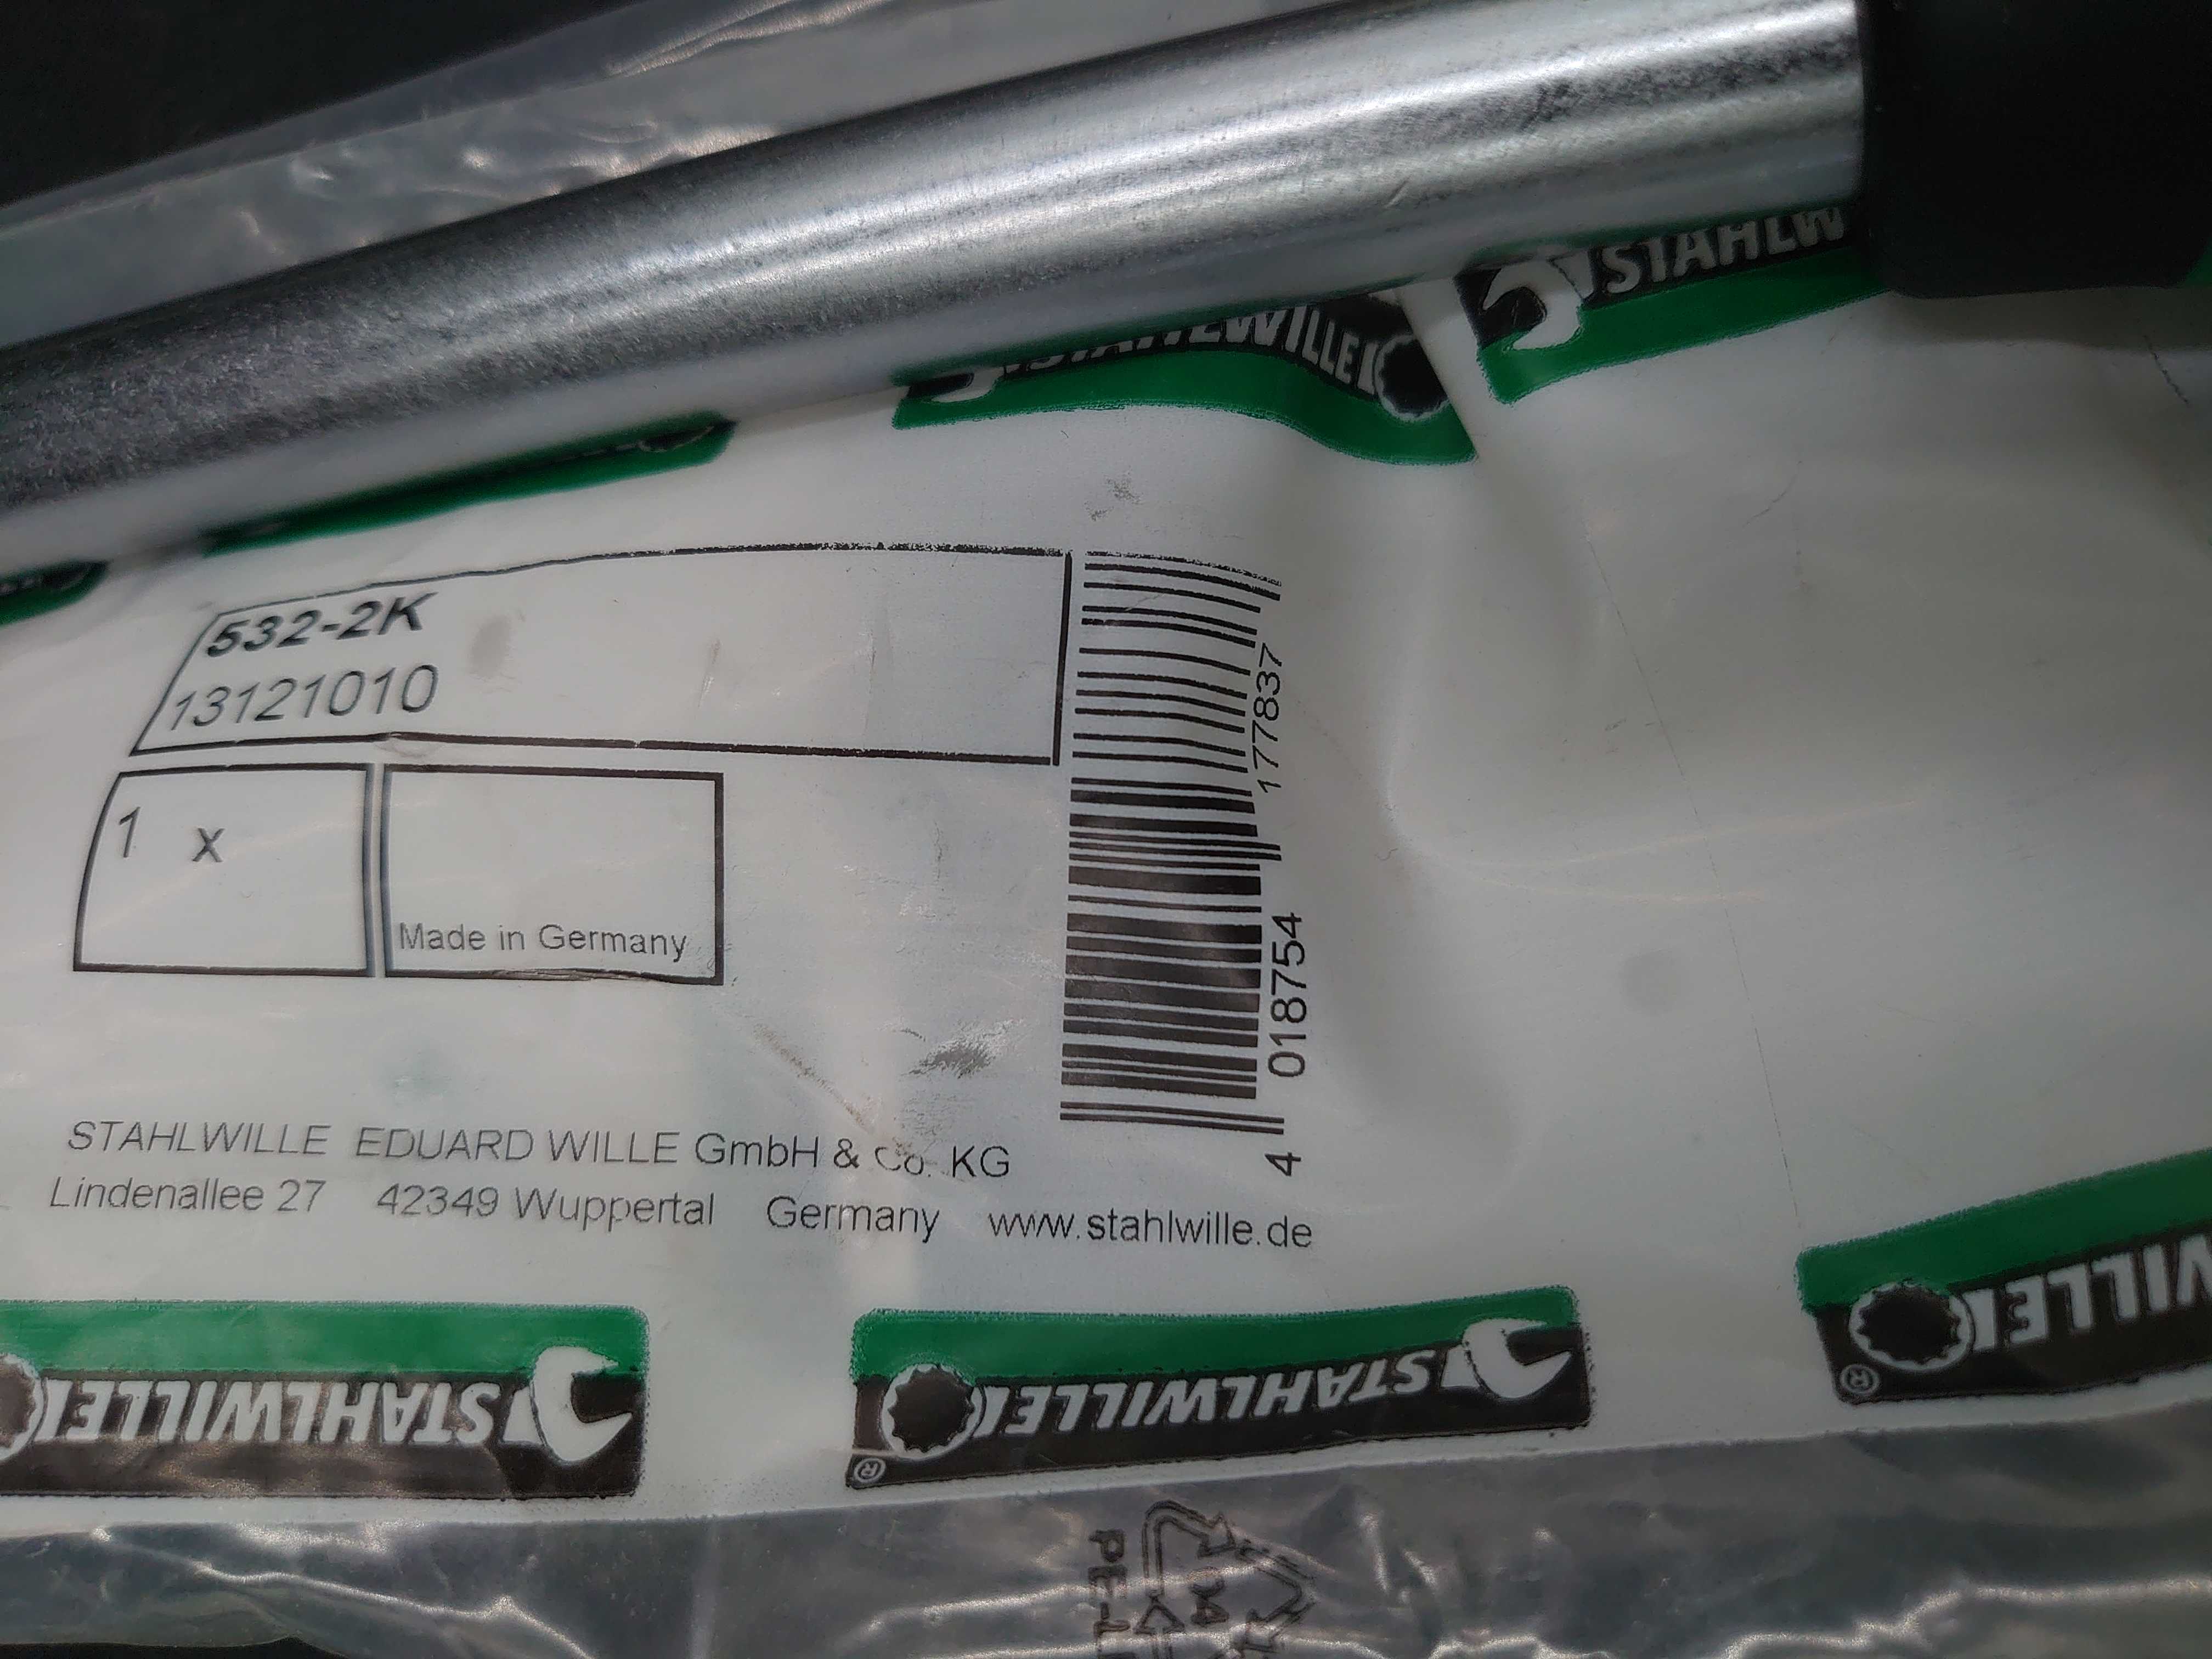 STAHLW
STAHLWILLE
532-2K
13121010
1 x
Made in Germany
4 018754 177837
STAHLWILLE EDUARD WILLE GmbH & Co. KG
Lindenallee 27 42349 Wuppertal Germany www.stahlwille.de
STAHLWILLE
STAHLWILLE ®
WILLE ®